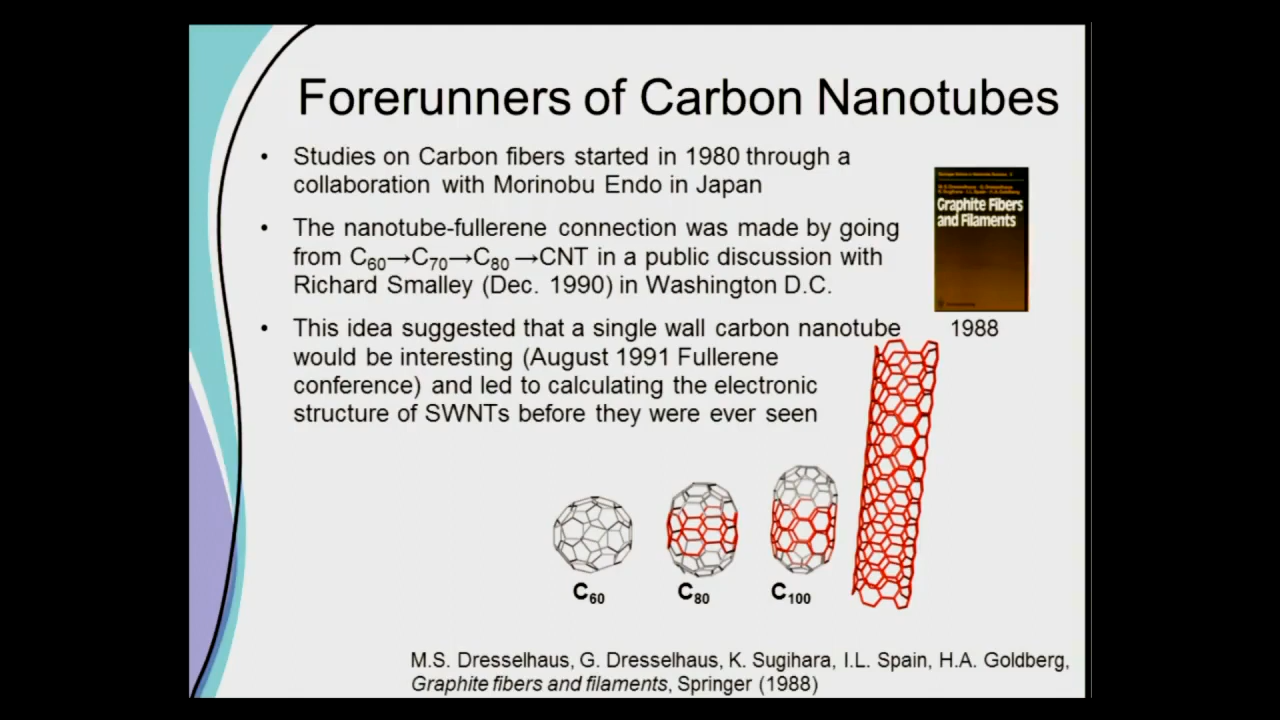 Forerunners of Carbon Nanotubes
• Studies on Carbon fibers started in 1980 through a
collaboration with Morinobu Endo in Japan
• The nanotube-fullerene connection was made by going
from C60→C70→C80 →CNT in a public discussion with
Richard Smalley (Dec. 1990) in Washington D.C.
• This idea suggested that a single wall carbon nanotube
would be interesting (August 1991 Fullerene
conference) and led to calculating the electronic
structure of SWNTs before they were ever seen
Graphite Fibers
and Filaments
1988
C60
C80
C100
M.S. Dresselhaus, G. Dresselhaus, K. Sugihara, I.L. Spain, H.A. Goldberg,
Graphite fibers and filaments, Springer (1988)